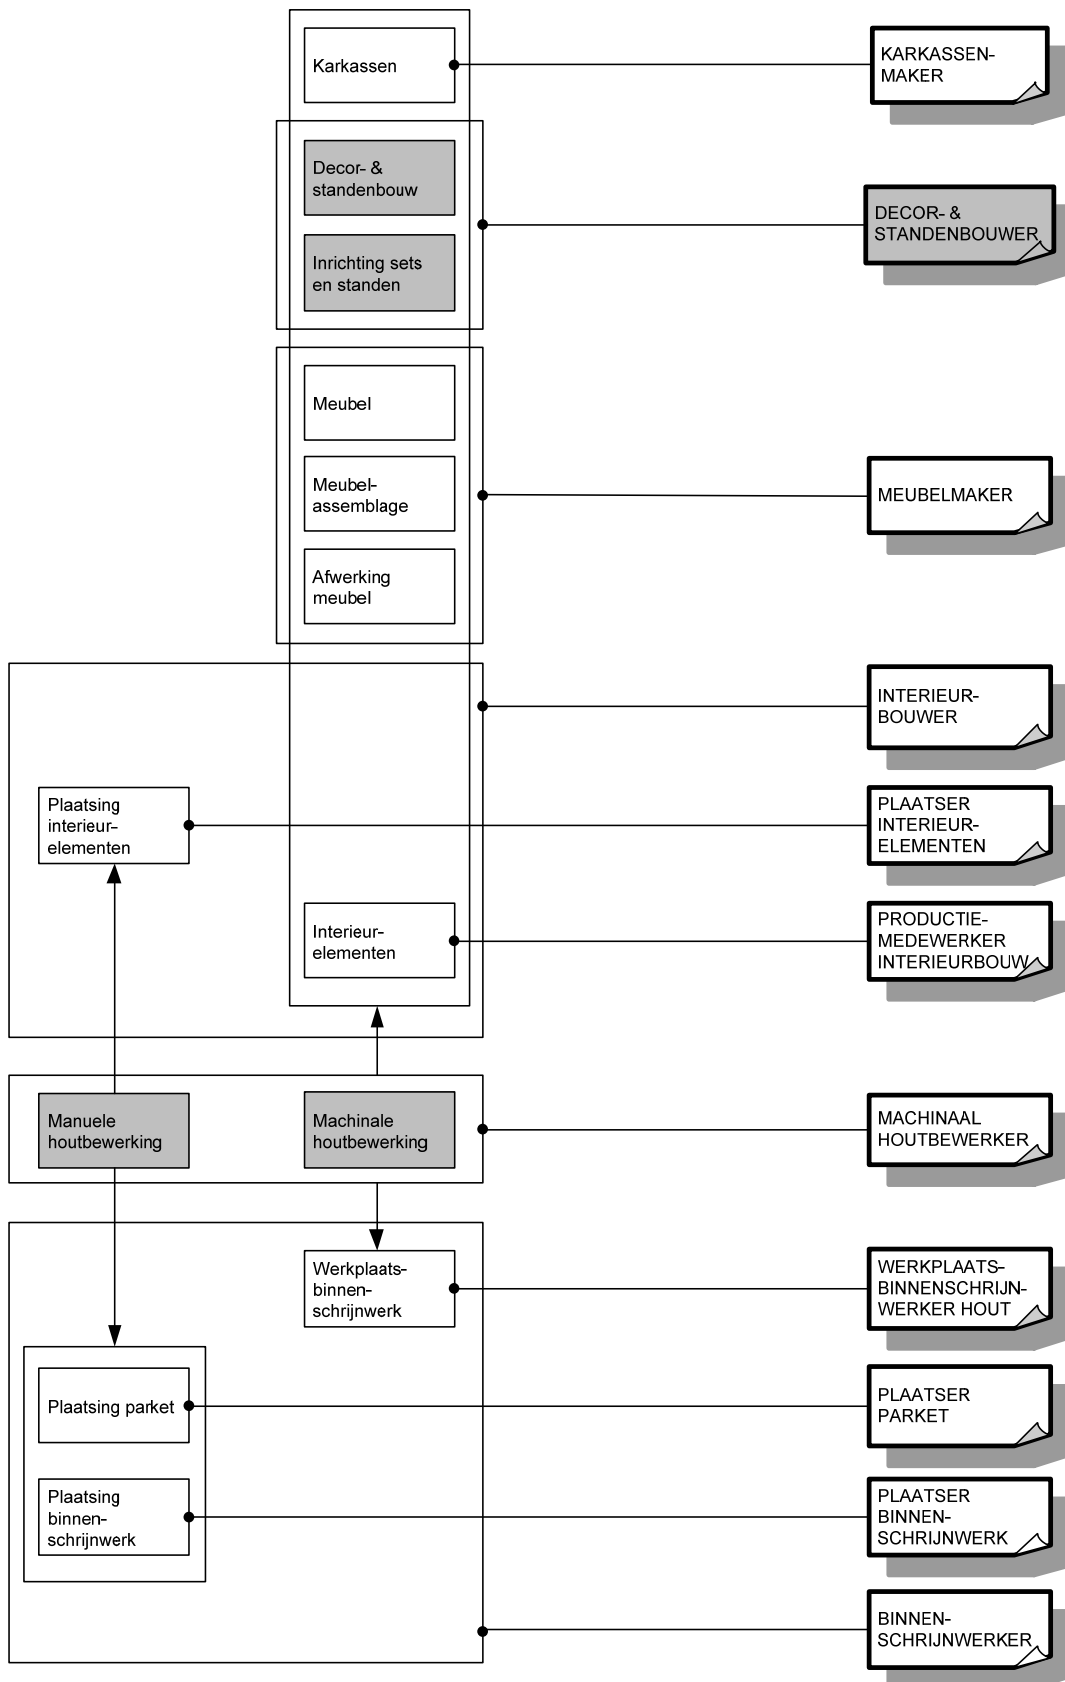 Karkassen
KARKASSEN-
MAKER
Decor- &
standenbouw
DECOR- &
STANDENBOUWER
Inrichting sets
en standen
Meubel
Meubel-
assemblage
MEUBELMAKER
Afwerking
meubel
INTERIEUR-
BOUWER
Plaatsing
interieur-
elementen
PLAATSER
INTERIEUR-
ELEMENTEN
Interieur-
elementen
PRODUCTIE-
MEDEWERKER
INTERIEURBOUW
Manuele
houtbewerking
Machinale
houtbewerking
MACHINAAL
HOUTBEWERKER
Werkplaats-
binnen-
schrijnwerk
WERKPLAATS-
BINNENSCHRIJN-
WERKER HOUT
Plaatsing parket
PLAATSER
PARKET
Plaatsing
binnen-
schrijnwerk
PLAATSER
BINNEN-
SCHRIJNWERK
BINNEN-
SCHRIJNWERKER